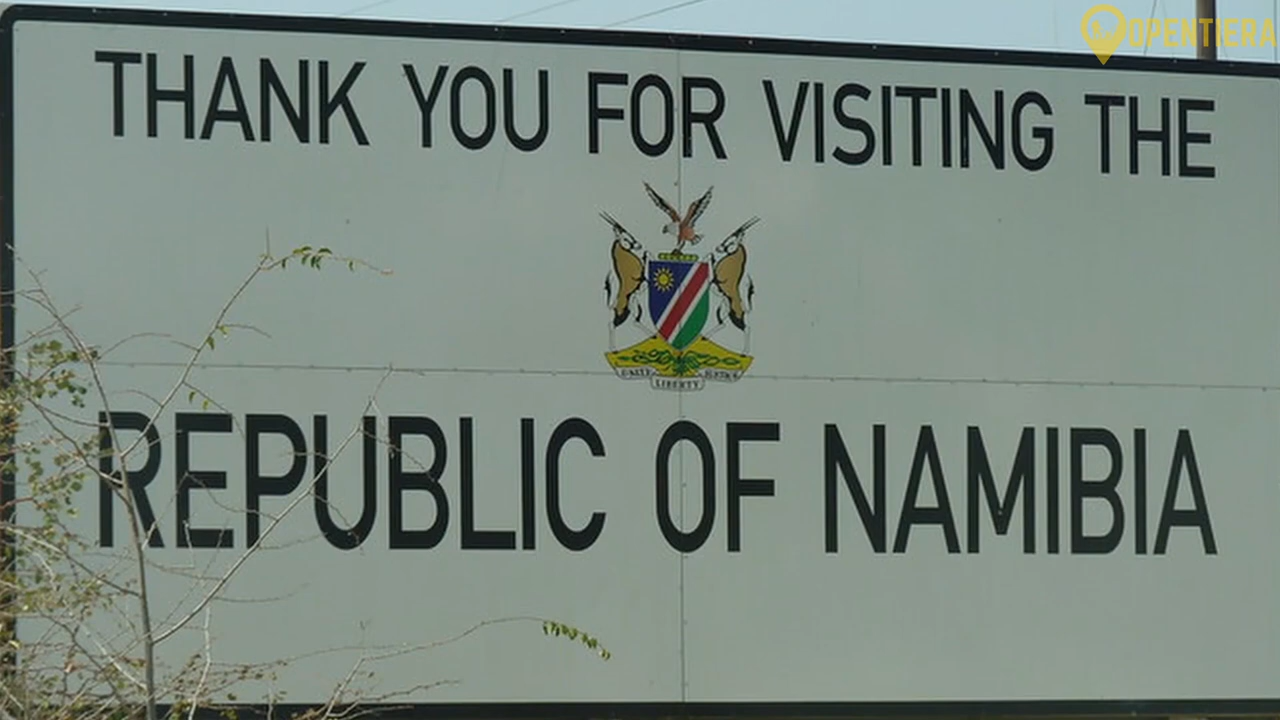 OPENTIERA
THANK YOU FOR VISITING THE
UNITY LIBERTY JUSTICE
REPUBLIC OF NAMIBIA